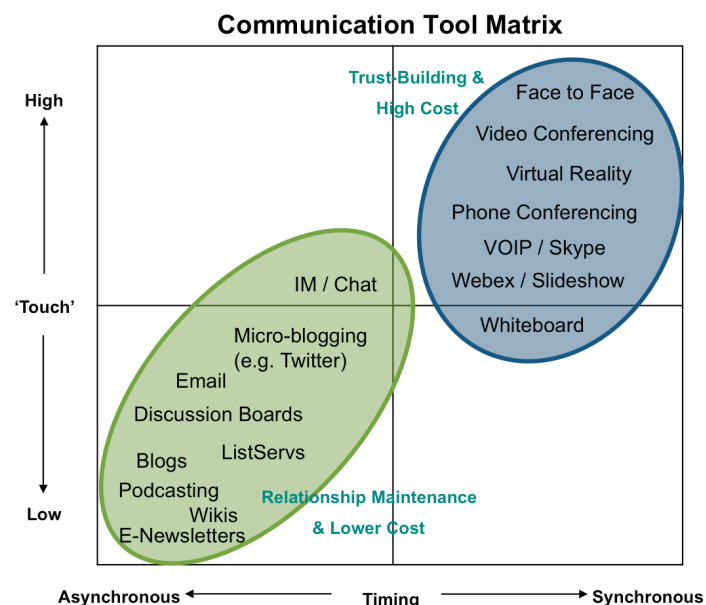 Communication Tool Matrix
Trust-Building &
High Cost
High
Face to Face
Video Conferencing
Virtual Reality
Phone Conferencing
VOIP / Skype
Webex / Slideshow
IM / Chat
‘Touch’
Whiteboard
Micro-blogging
(e.g. Twitter)
Email
Discussion Boards
ListServs
Blogs
Podcasting
Relationship Maintenance
& Lower Cost
Low
Wikis
E-Newsletters
Asynchronous
Timing
Synchronous